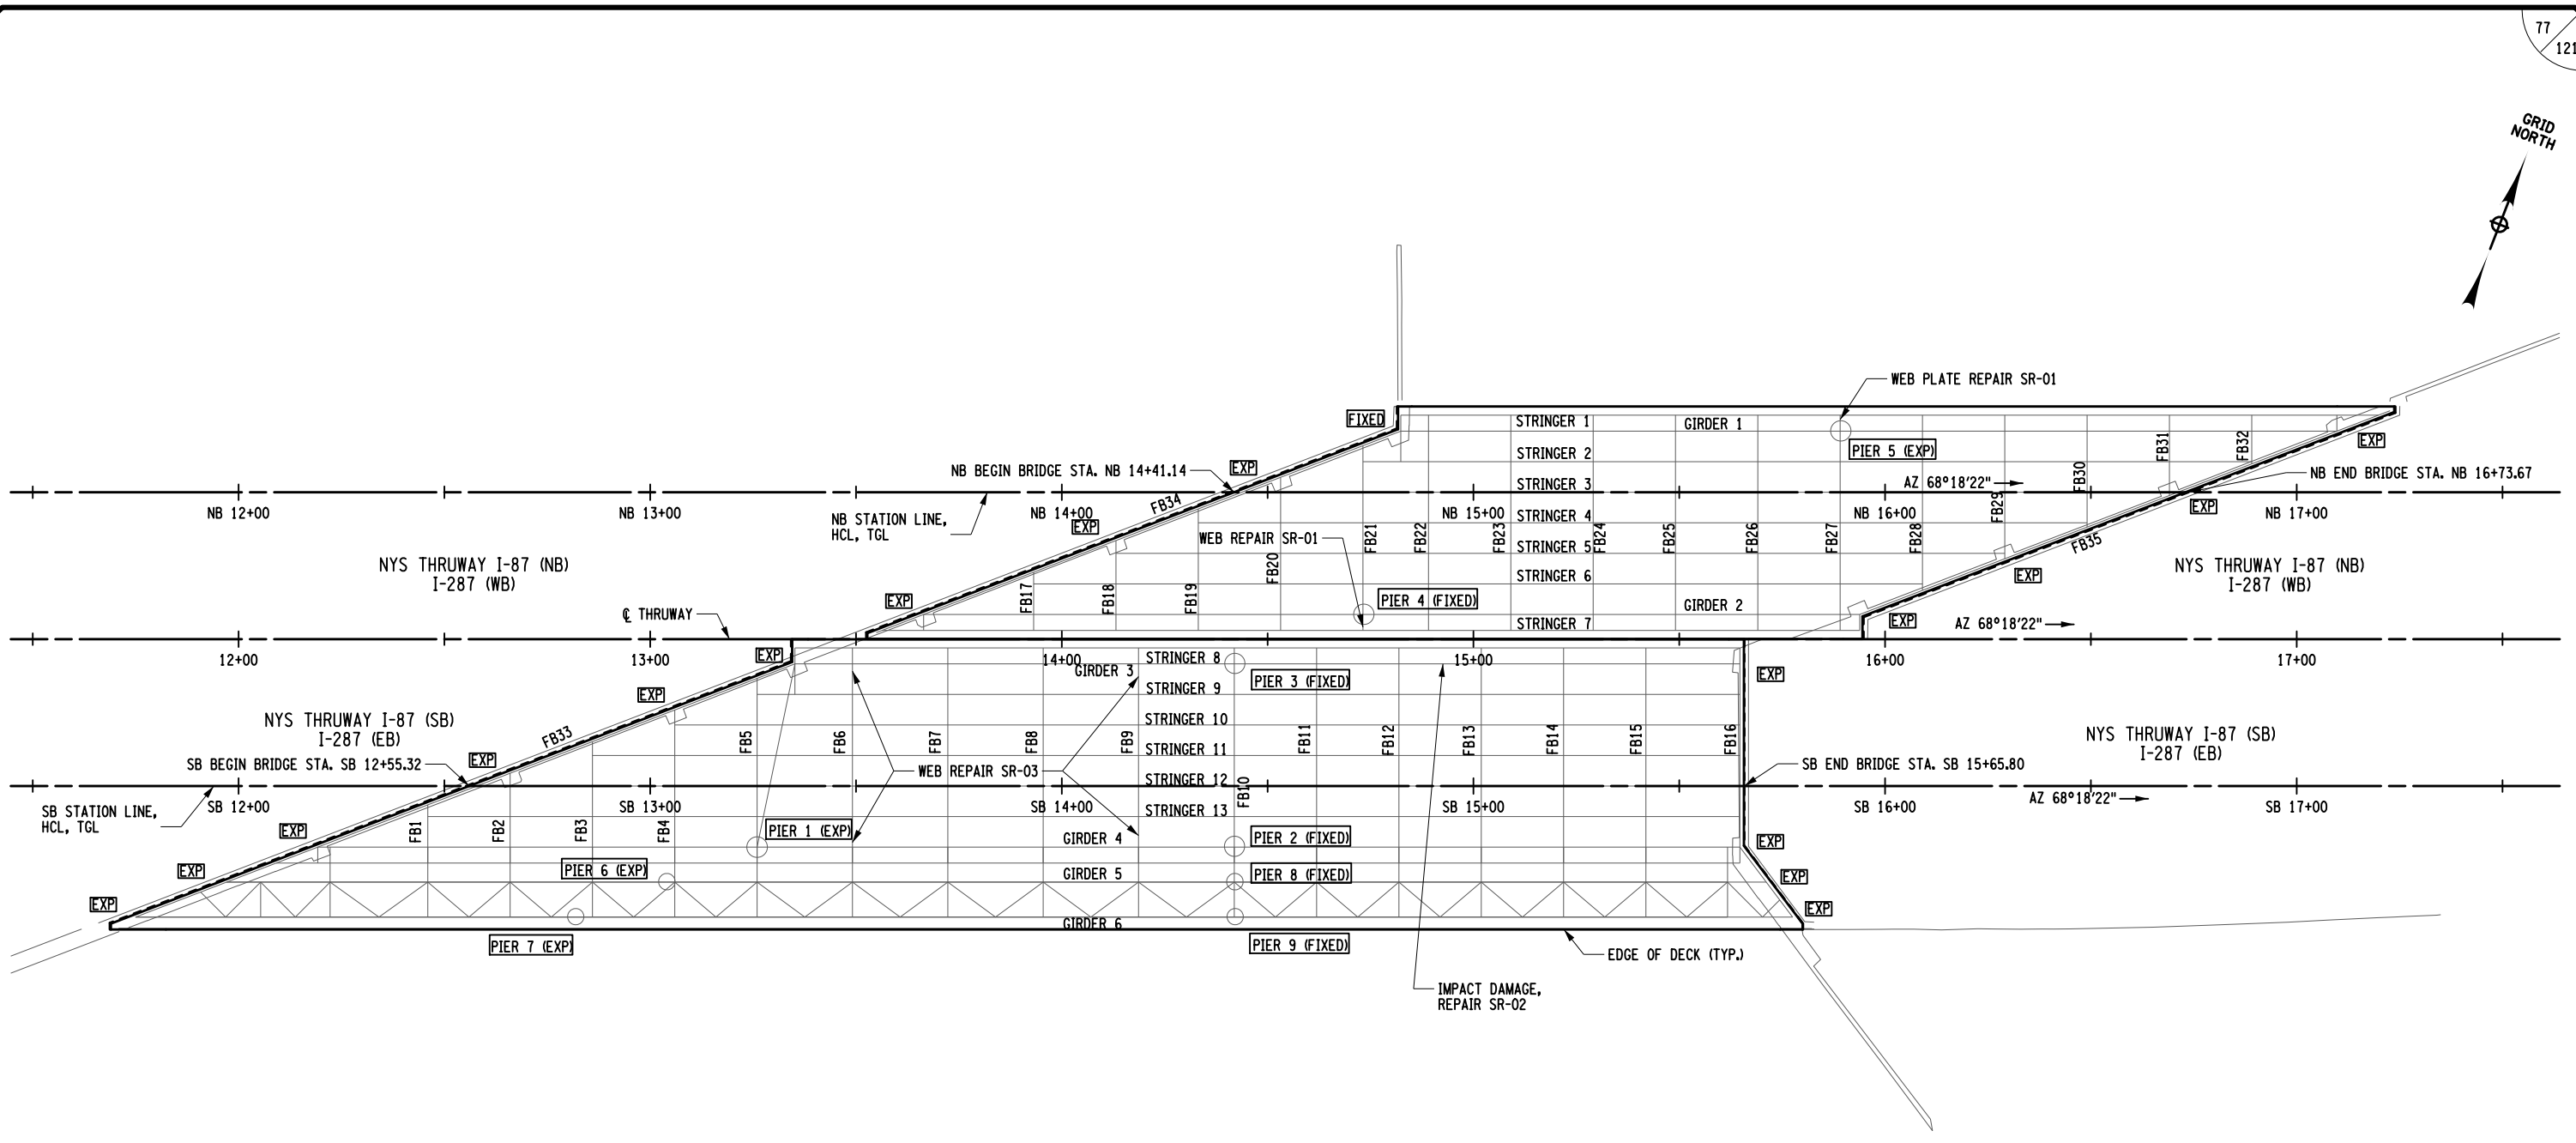 77
121
GRID
NORTH
WEB PLATE REPAIR SR-01
FIXED
STRINGER 1
GIRDER 1
EXP
PIER 5 (EXP)
STRINGER 2
FB31
FB32
NB BEGIN BRIDGE STA. NB 14+41.14
EXP
FB30
NB END BRIDGE STA. NB 16+73.67
STRINGER 3
AZ 68°18'22"
FB34
FB29
EXP
NB 12+00
NB 13+00
NB 14+00
NB 15+00
NB 16+00
NB 17+00
NB STATION LINE,
HCL, TGL
EXP
STRINGER 4
WEB REPAIR SR-01
FB21
FB22
FB23
FB24
FB25
FB26
FB27
FB28
FB35
STRINGER 5
NYS THRUWAY I-87 (NB)
I-287 (WB)
FB20
STRINGER 6
EXP
NYS THRUWAY I-87 (NB)
I-287 (WB)
FB17
FB18
FB19
EXP
PIER 4 (FIXED)
GIRDER 2
℄ THRUWAY
STRINGER 7
EXP
AZ 68°18'22"
12+00
13+00
EXP
14+00
STRINGER 8
15+00
16+00
17+00
GIRDER 3
PIER 3 (FIXED)
EXP
EXP
STRINGER 9
NYS THRUWAY I-87 (SB)
I-287 (EB)
FB33
STRINGER 10
FB5
FB6
FB7
FB8
FB9
FB11
FB12
FB13
FB14
FB15
FB16
NYS THRUWAY I-87 (SB)
I-287 (EB)
STRINGER 11
SB BEGIN BRIDGE STA. SB 12+55.32
EXP
WEB REPAIR SR-03
STRINGER 12
SB END BRIDGE STA. SB 15+65.80
FB10
SB STATION LINE,
HCL, TGL
SB 12+00
SB 13+00
SB 14+00
SB 15+00
SB 16+00
AZ 68°18'22"
SB 17+00
STRINGER 13
EXP
FB1
FB2
FB3
FB4
PIER 1 (EXP)
GIRDER 4
PIER 2 (FIXED)
EXP
EXP
PIER 6 (EXP)
GIRDER 5
PIER 8 (FIXED)
EXP
EXP
EXP
GIRDER 6
PIER 7 (EXP)
PIER 9 (FIXED)
EDGE OF DECK (TYP.)
IMPACT DAMAGE,
REPAIR SR-02